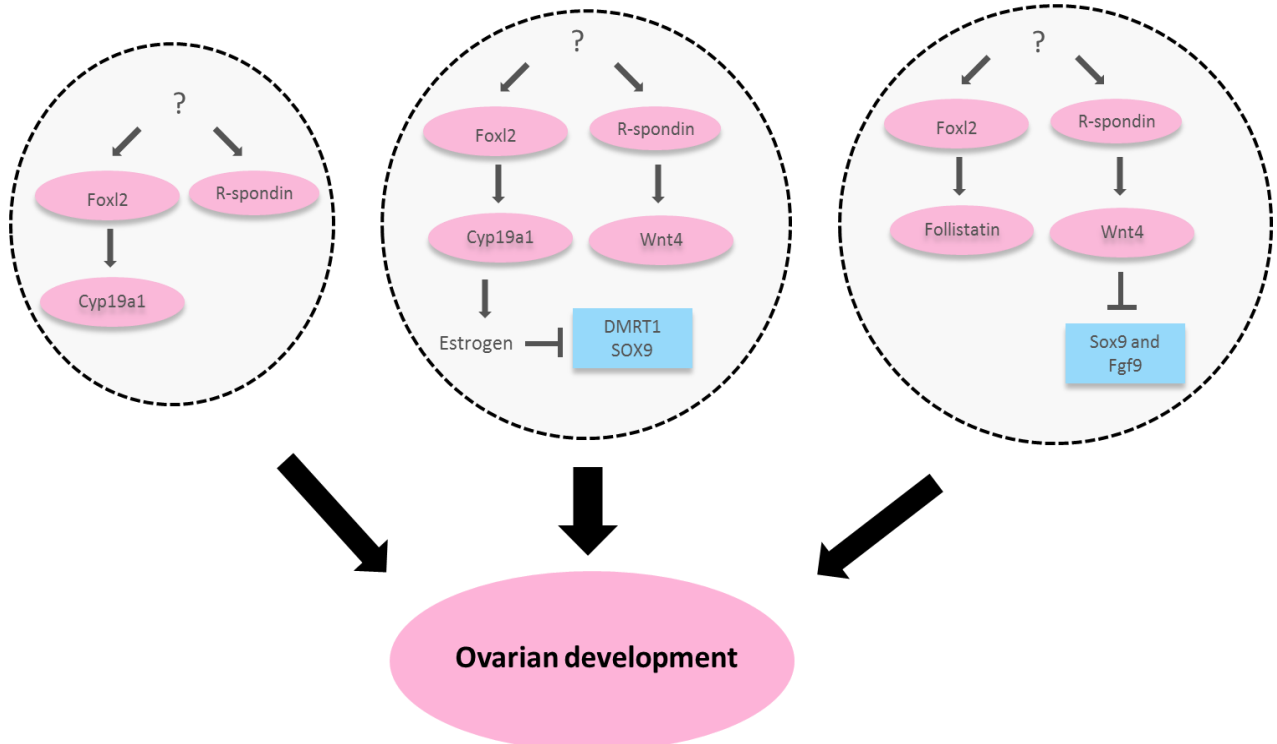 ?
Foxl2
R-spondin
Cyp19a1
?
Foxl2
R-spondin
Cyp19a1
Wnt4
Estrogen
DMRT1
SOX9
?
Foxl2
R-spondin
Follistatin
Wnt4
Sox9 and
Fgf9
Ovarian development